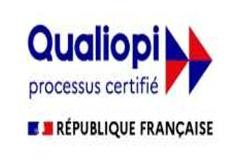 Qualiopi
processus certifié
RÉPUBLIQUE FRANÇAISE